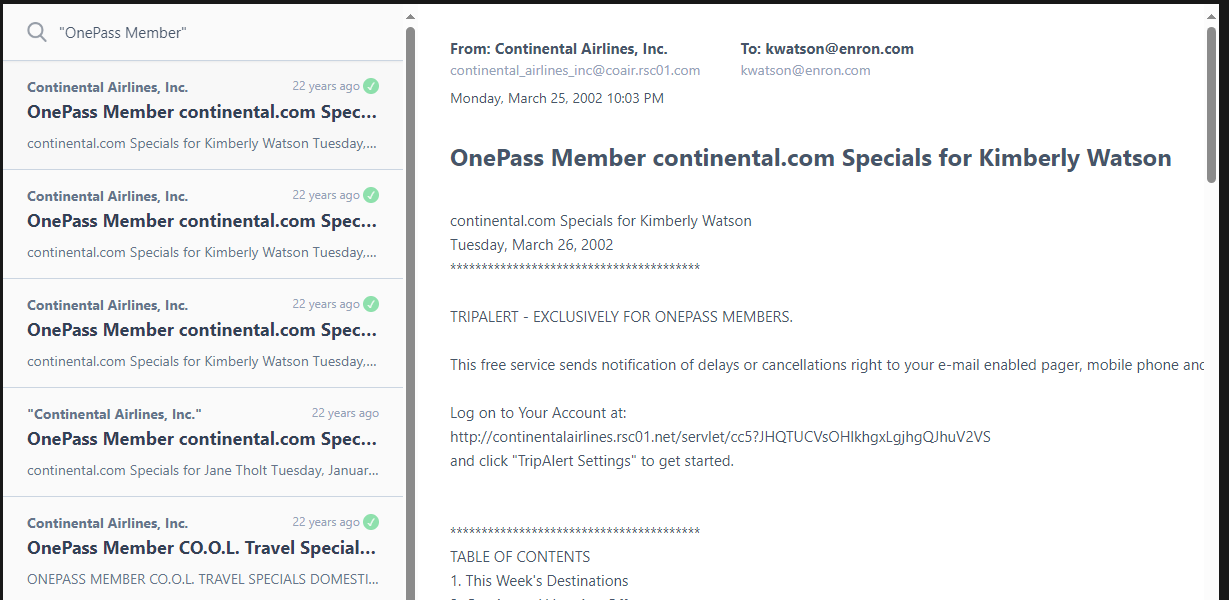 "OnePass Member"
Continental Airlines, Inc. 22 years ago
OnePass Member continental.com Spec...
continental.com Specials for Kimberly Watson Tuesday,...
Continental Airlines, Inc. 22 years ago
OnePass Member continental.com Spec...
continental.com Specials for Kimberly Watson Tuesday,...
Continental Airlines, Inc. 22 years ago
OnePass Member continental.com Spec...
continental.com Specials for Kimberly Watson Tuesday,...
"Continental Airlines, Inc." 22 years ago
OnePass Member continental.com Spec...
continental.com Specials for Jane Tholt Tuesday, Januar...
Continental Airlines, Inc. 22 years ago
OnePass Member CO.O.L. Travel Special...
ONEPASS MEMBER CO.O.L. TRAVEL SPECIALS DOMESTI...
From: Continental Airlines, Inc. To: kwatson@enron.com
continental_airlines_inc@coair.rsc01.com kwatson@enron.com
Monday, March 25, 2002 10:03 PM
OnePass Member continental.com Specials for Kimberly Watson
continental.com Specials for Kimberly Watson
Tuesday, March 26, 2002
****************************************
TRIPALERT - EXCLUSIVELY FOR ONEPASS MEMBERS.
This free service sends notification of delays or cancellations right to your e-mail enabled pager, mobile phone and
Log on to Your Account at:
http://continentalairlines.rsc01.net/servlet/cc5?JHQTUCVsOHIkhgxLgjhgQJhuV2VS
and click "TripAlert Settings" to get started.
****************************************
TABLE OF CONTENTS
1. This Week's Destinations